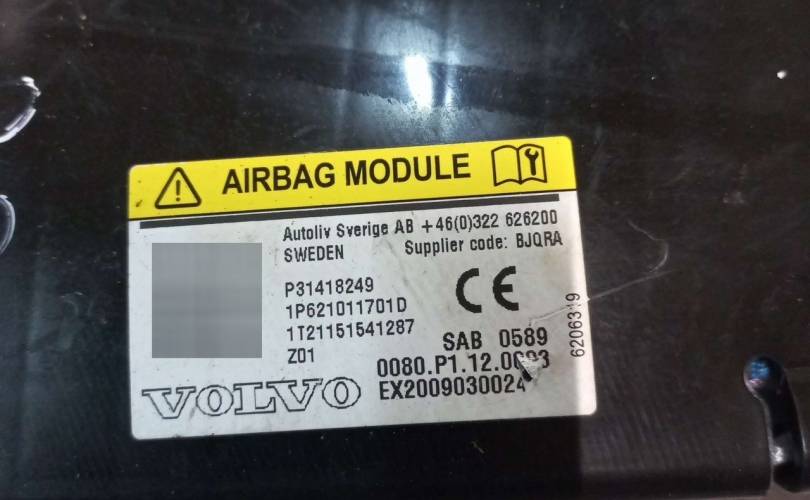 AIRBAG MODULE
Autoliv Sverige AB +46(0)322 626200
SWEDEN Supplier code: BJQRA
P31418249
1P621011701D
1T21151541287
Z01
CE
SAB 0589
EX2009030024
VOLVO
6206319